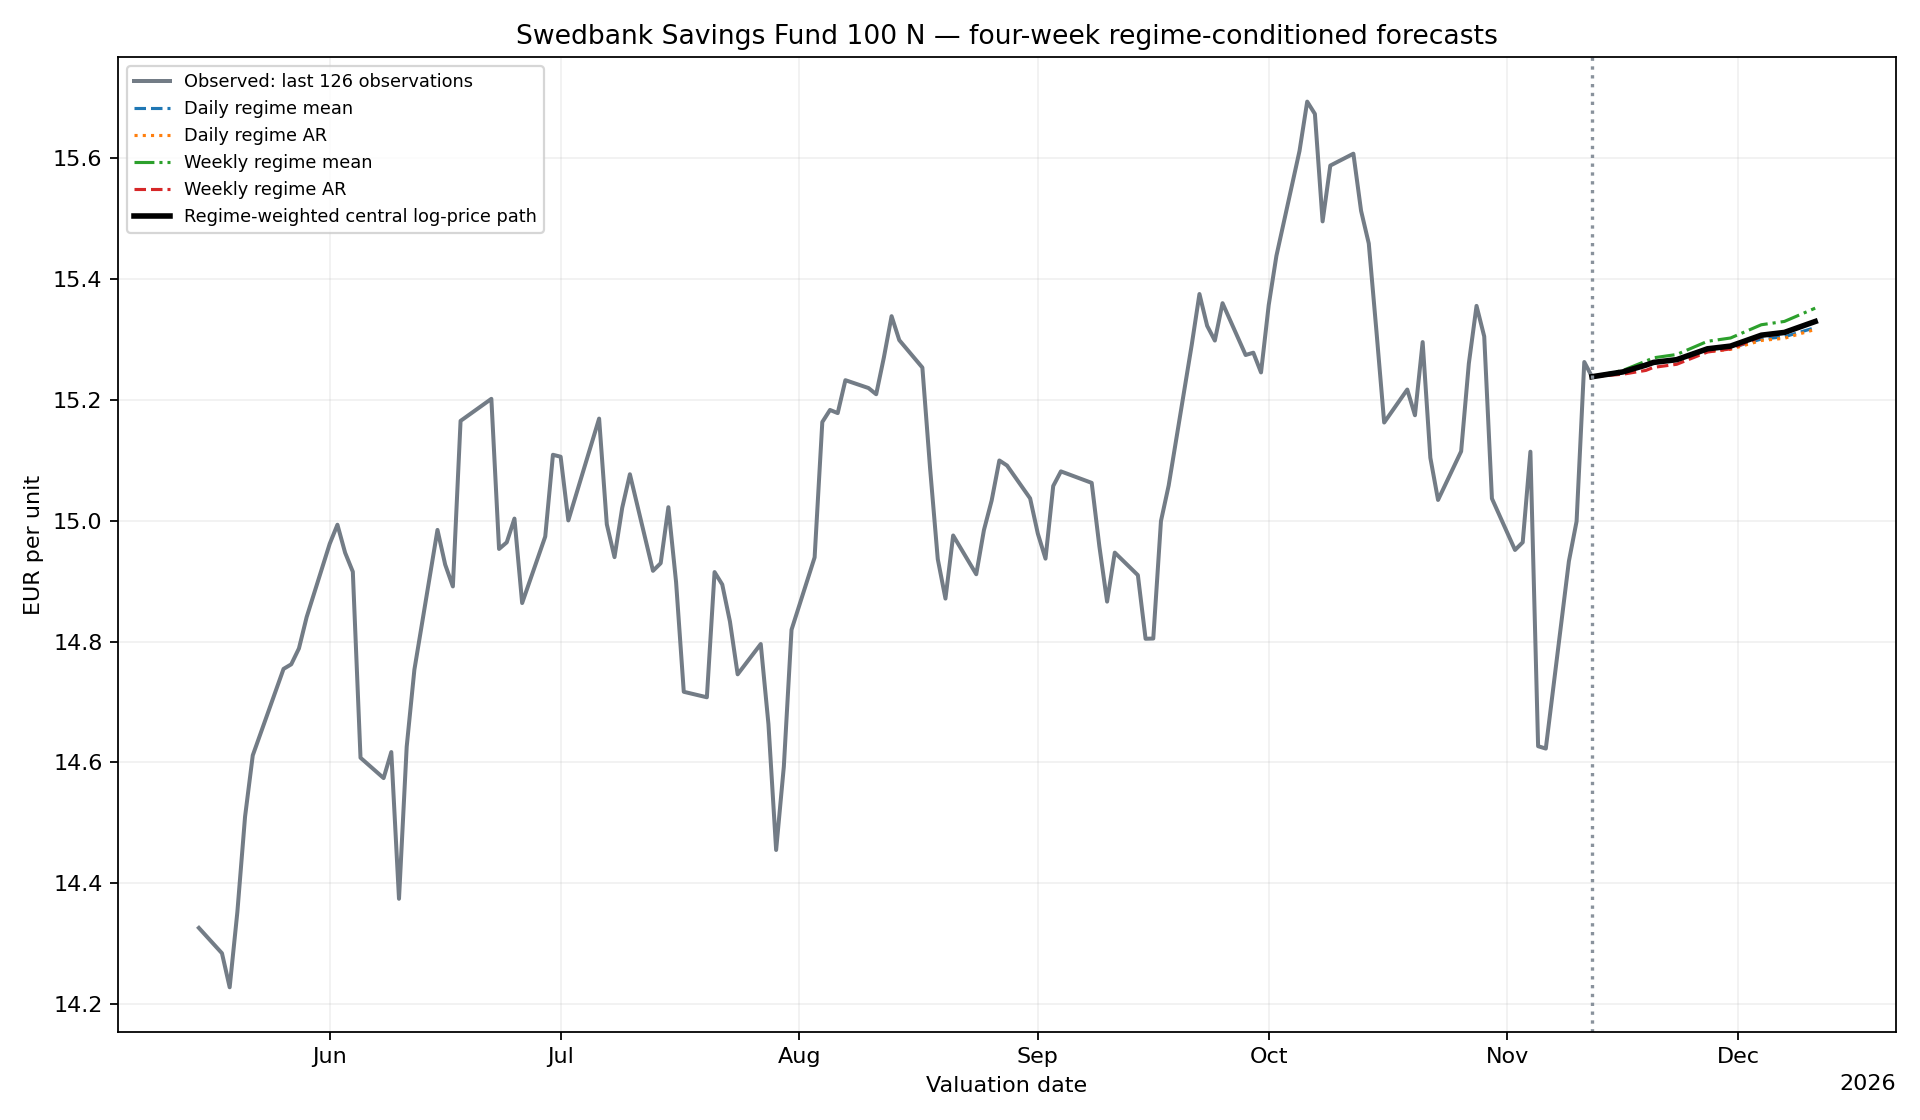 Swedbank Savings Fund 100 N — four-week regime-conditioned forecasts
Observed: last 126 observations
Daily regime mean
Daily regime AR
Weekly regime mean
Weekly regime AR
Regime-weighted central log-price path
EUR per unit
15.6
15.4
15.2
15.0
14.8
14.6
14.4
14.2
Jun Jul Aug Sep Oct Nov Dec
Valuation date
2026